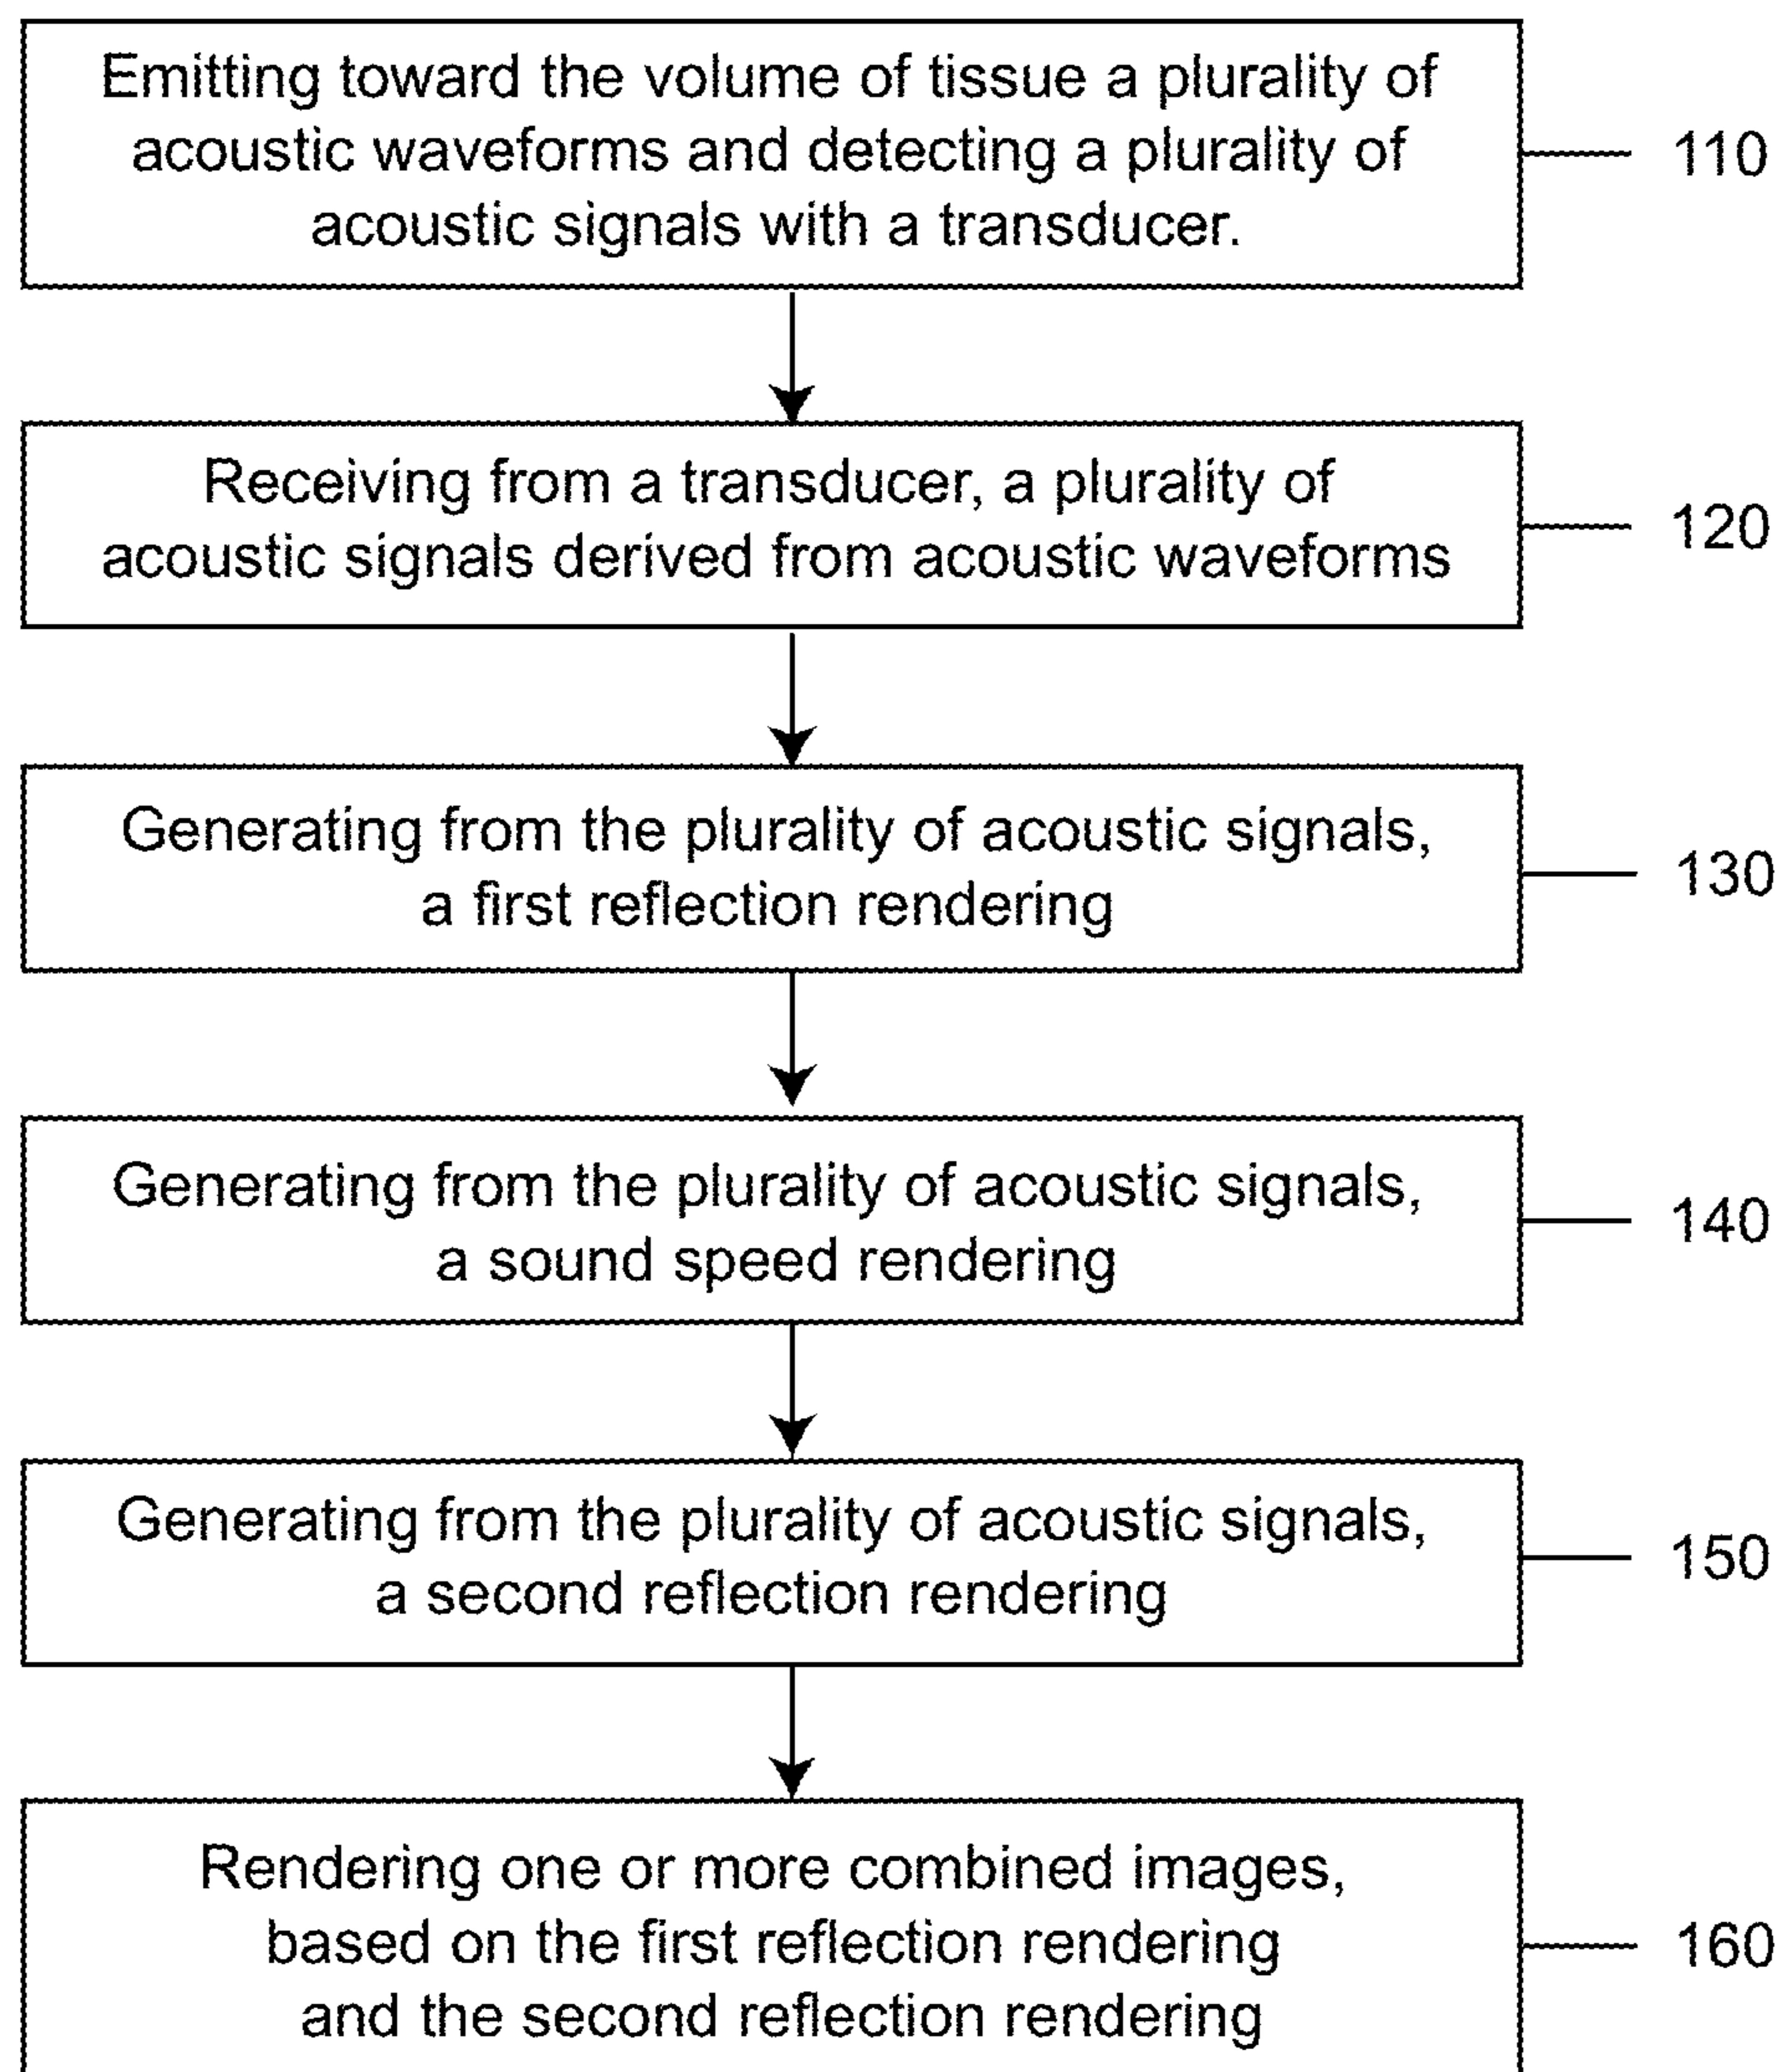 Emitting toward the volume of tissue a plurality of
acoustic waveforms and detecting a plurality of
acoustic signals with a transducer.
110
Receiving from a transducer, a plurality of
acoustic signals derived from acoustic waveforms
120
Generating from the plurality of acoustic signals,
a first reflection rendering
130
Generating from the plurality of acoustic signals,
a sound speed rendering
140
Generating from the plurality of acoustic signals,
a second reflection rendering
150
Rendering one or more combined images,
based on the first reflection rendering
and the second reflection rendering
160